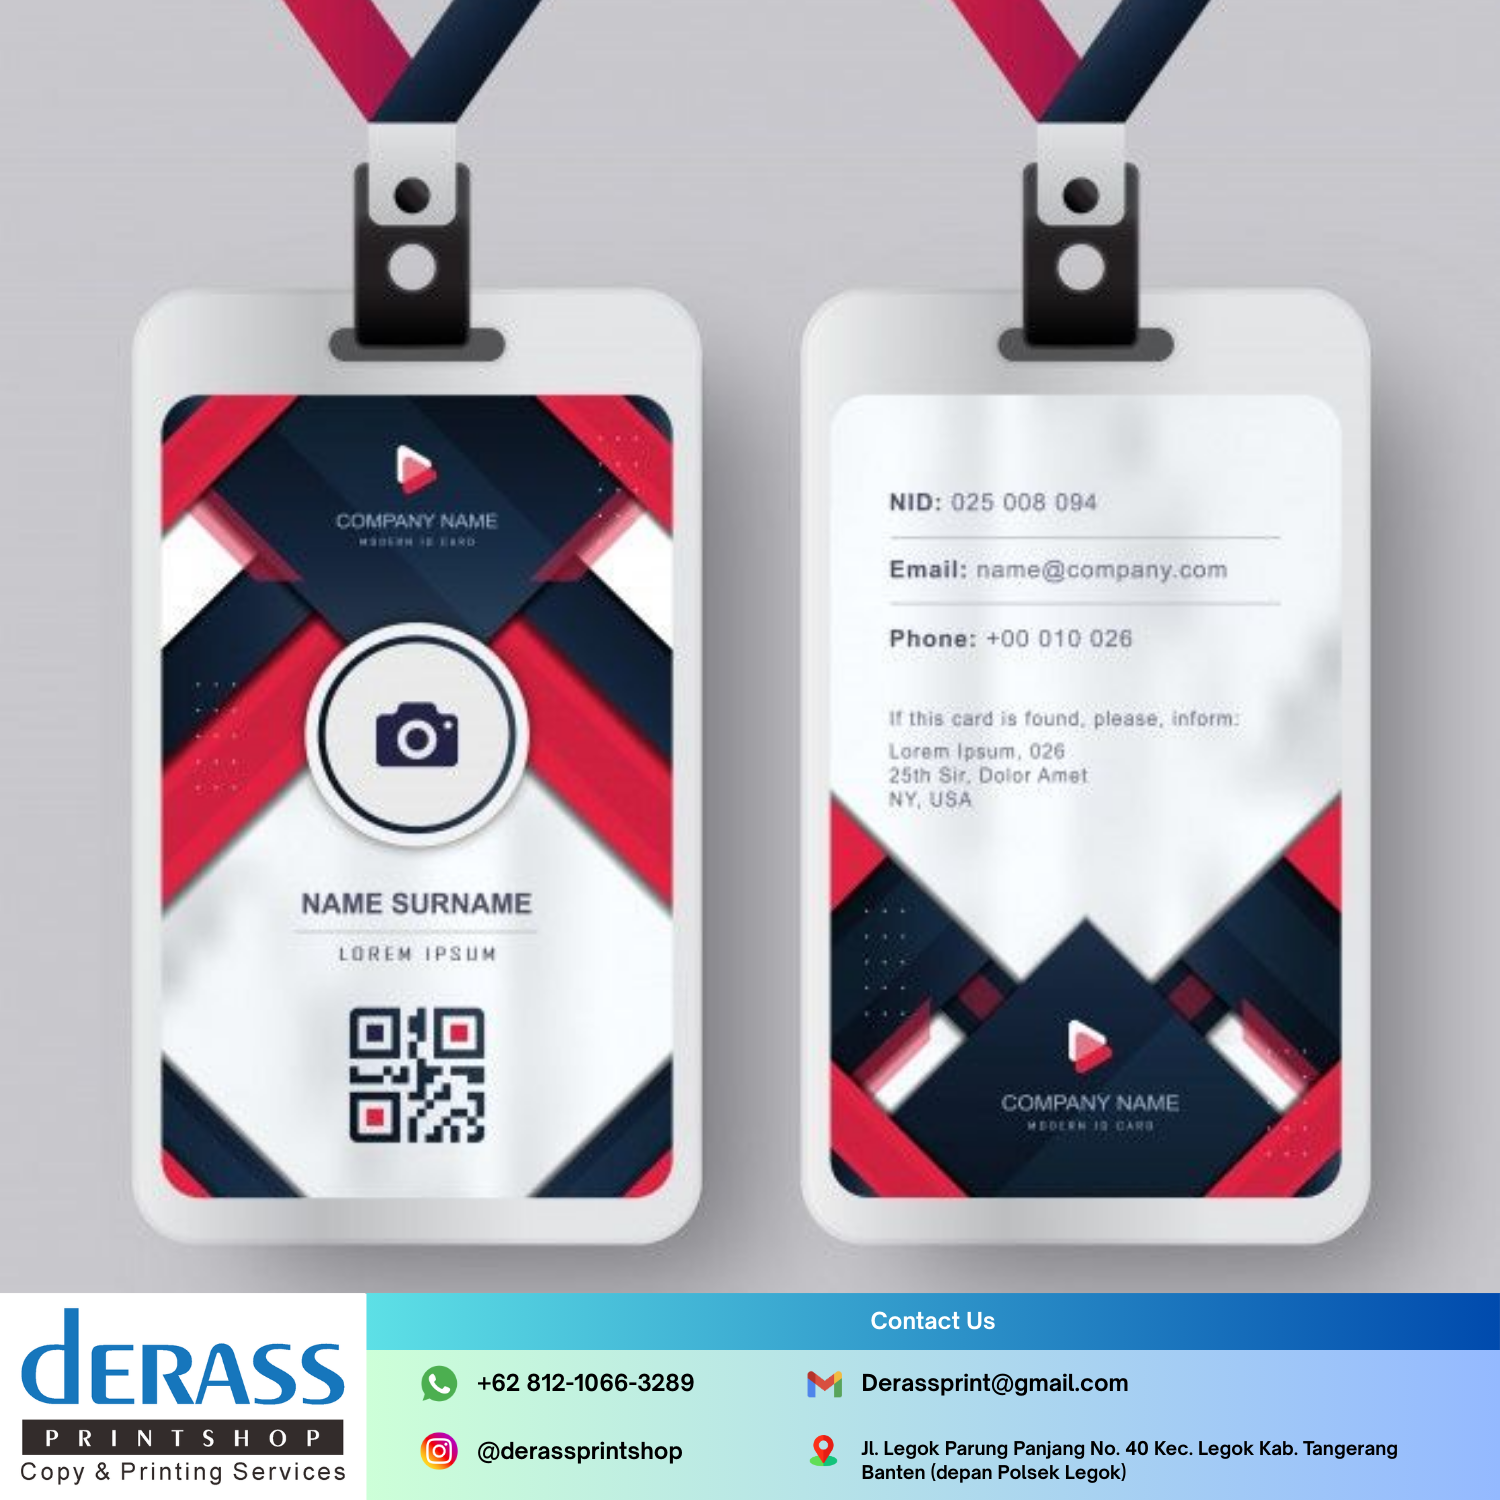 COMPANY NAME
MODERN ID CARD
NAME SURNAME
LOREM IPSUM
NID: 025 008 094
Email: name@company.com
Phone: +00 010 026
If this card is found, please, inform:
Lorem Ipsum, 026
25th Sir, Dolor Amet
NY, USA
COMPANY NAME
MODERN ID CARD
dERASS
PRINTSHOP
Copy & Printing Services
Contact Us
+62 812-1066-3289
Derassprint@gmail.com
@derassprintshop
Jl. Legok Parung Panjang No. 40 Kec. Legok Kab. Tangerang
Banten (depan Polsek Legok)